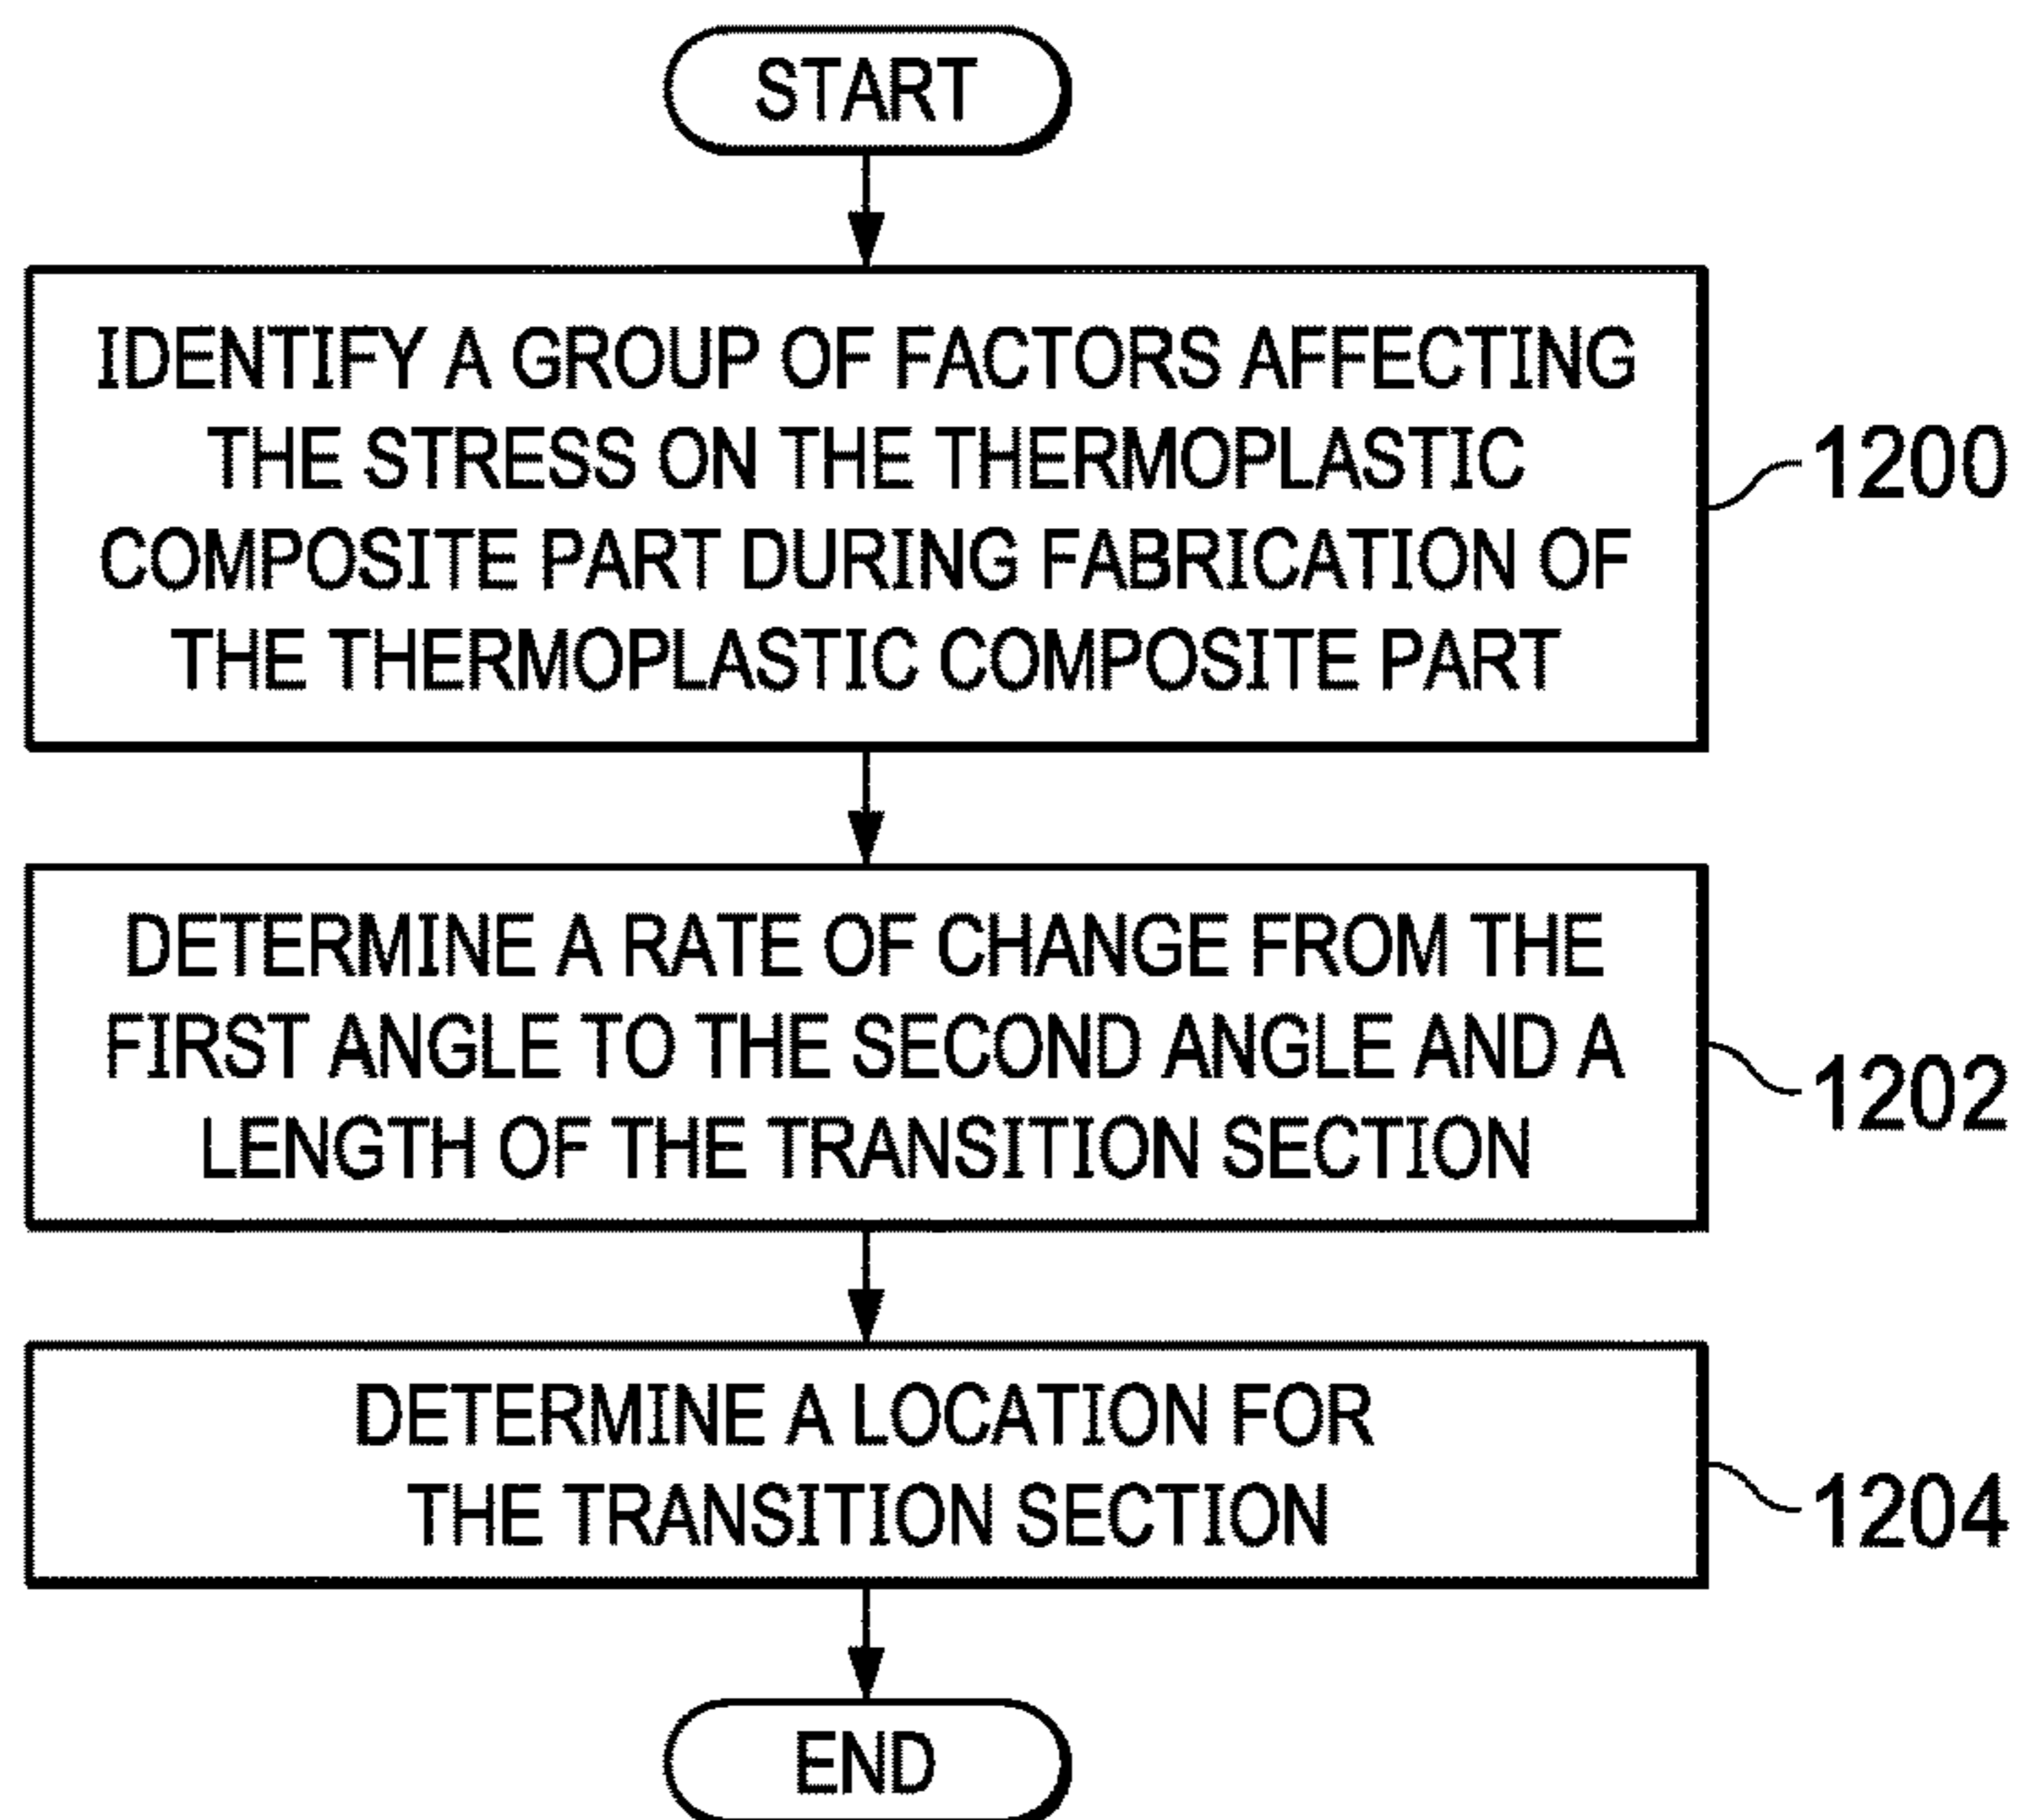 START
IDENTIFY A GROUP OF FACTORS AFFECTING
THE STRESS ON THE THERMOPLASTIC
COMPOSITE PART DURING FABRICATION OF
THE THERMOPLASTIC COMPOSITE PART
1200
DETERMINE A RATE OF CHANGE FROM THE
FIRST ANGLE TO THE SECOND ANGLE AND A
LENGTH OF THE TRANSITION SECTION
1202
DETERMINE A LOCATION FOR
THE TRANSITION SECTION
1204
END